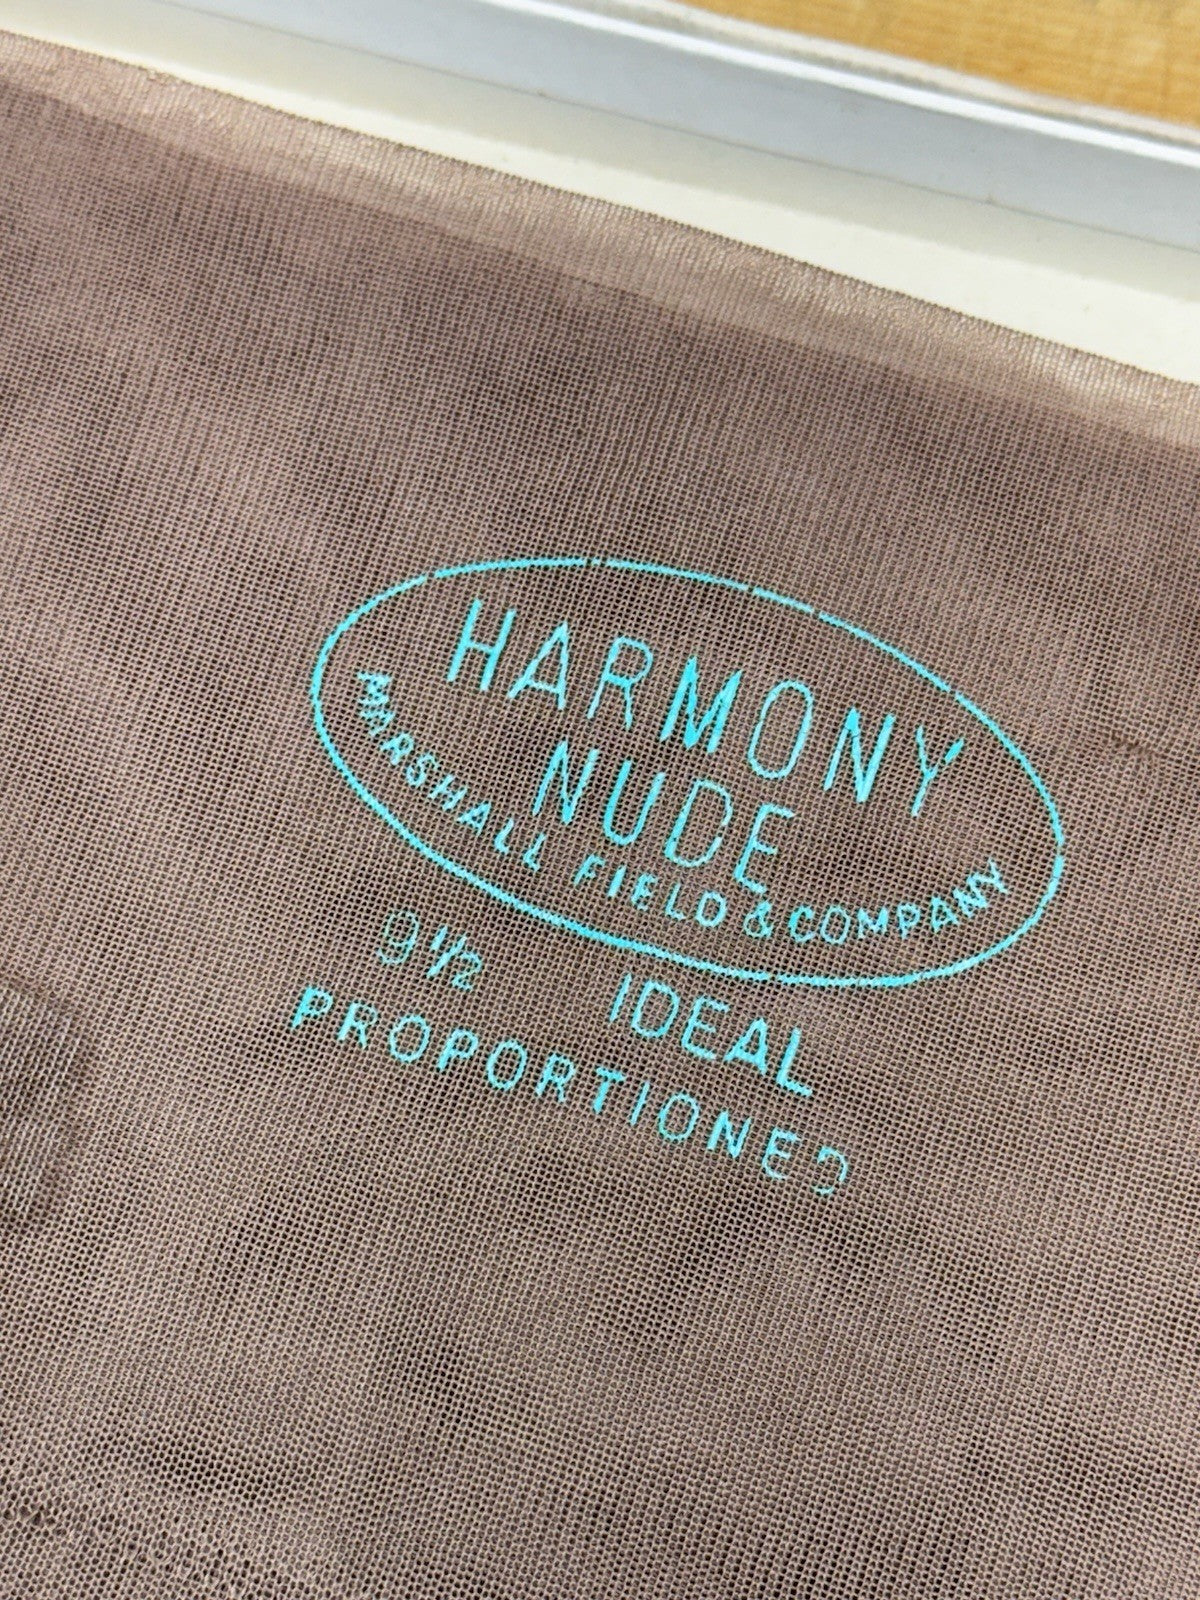 HARMONY
NUDE
MARSHALL FIELD & COMPANY
9½ IDEAL
PROPORTIONED